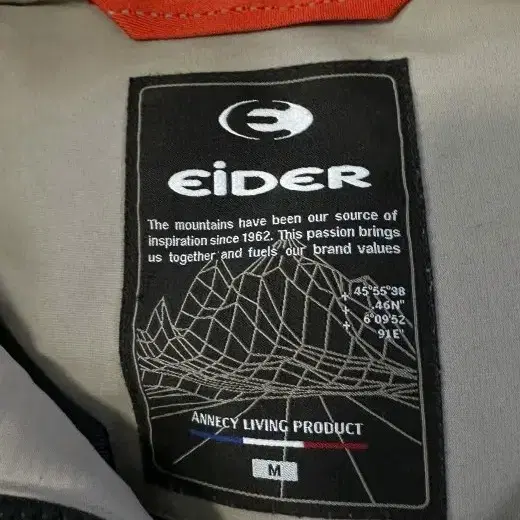 EiDER
The mountains have been our source of
inspiration since 1962. This passion brings
us together and fuels our brand values
45°55'38
.46N"
6°09'52
91E"
ANNECY LIVING PRODUCT
M